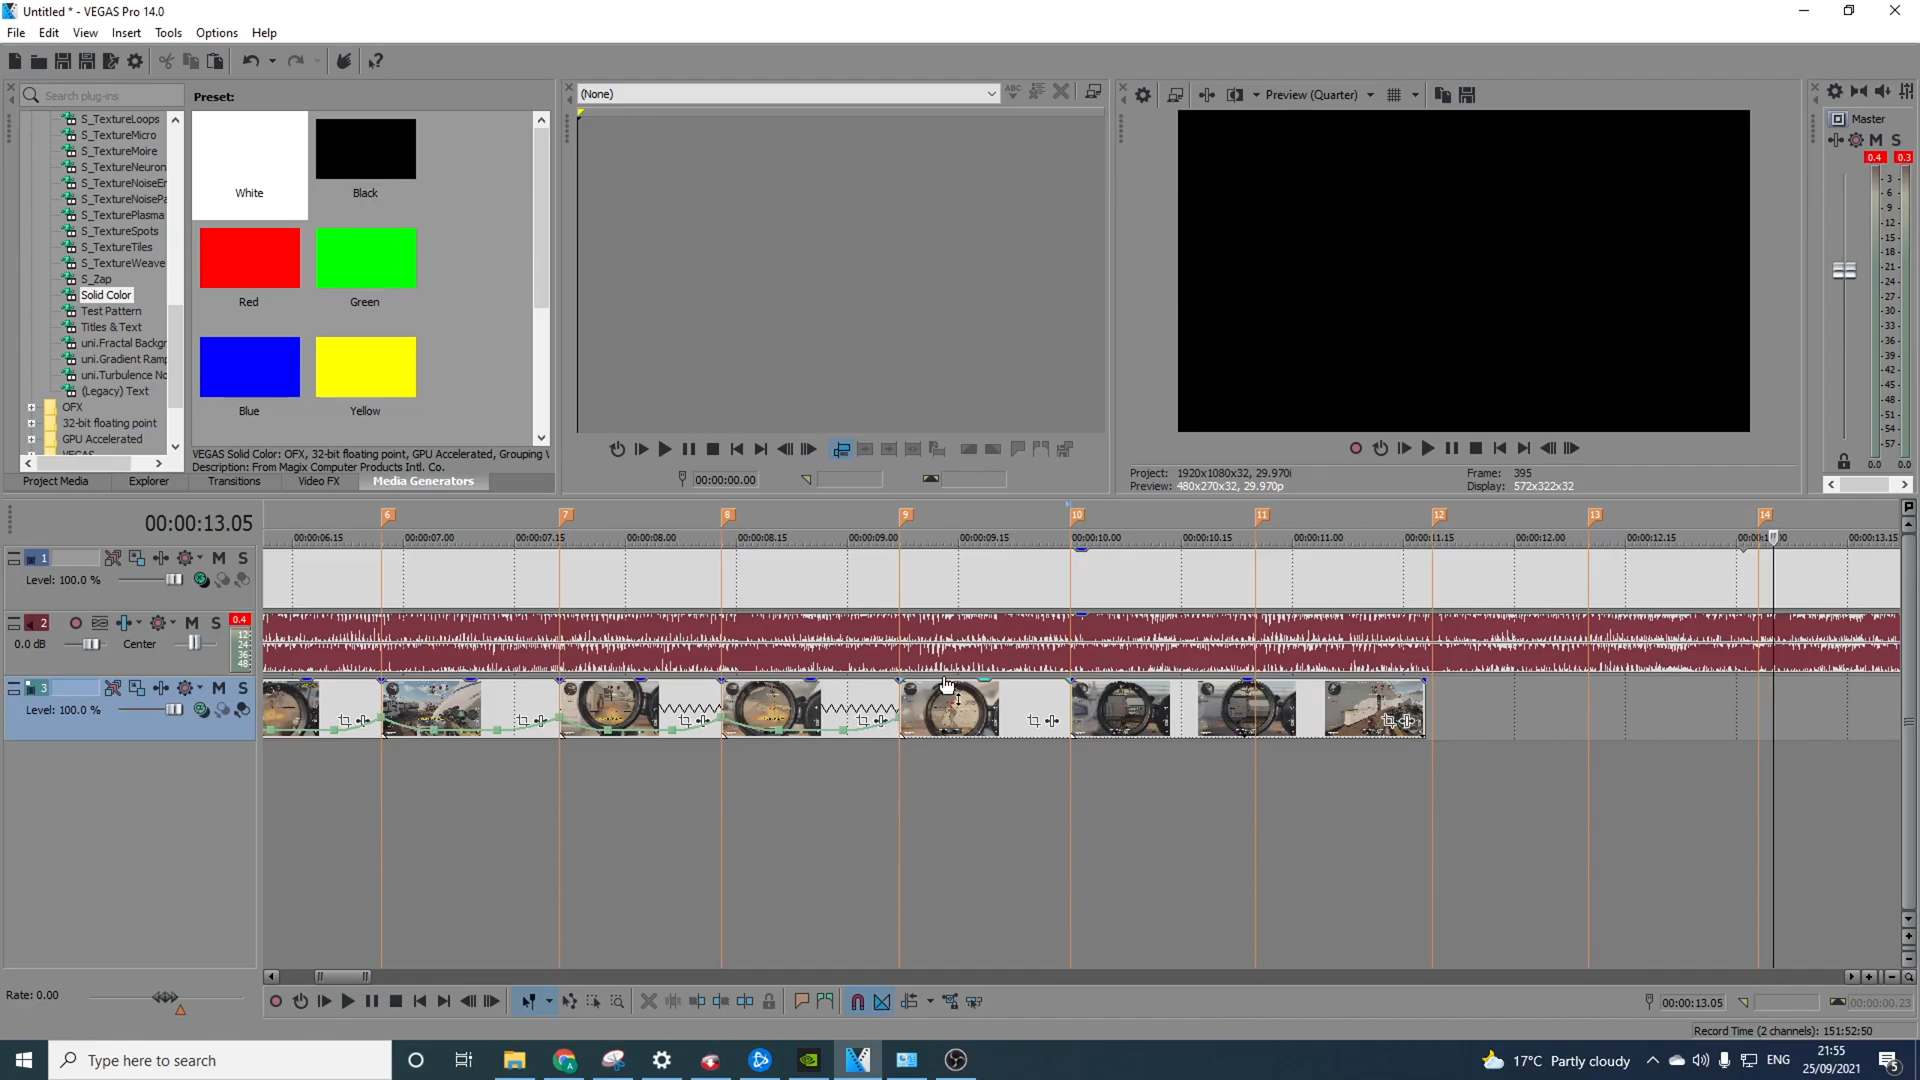 Untitled * - VEGAS Pro 14.0
File Edit View Insert Tools Options Help
Search plug-ins
Preset:
S_TextureLoops
S_TextureMicro
S_TextureMoire
S_TextureNeuron
S_TextureNoiseEr
S_TextureNoisePa
S_TexturePlasma
S_TextureSpots
S_TextureTiles
S_TextureWeave
S_Zap
Solid Color
Test Pattern
Titles & Text
uni.Fractal Backgr
uni.Gradient Ramp
uni.Turbulence No
(Legacy) Text
OFX
32-bit floating point
GPU Accelerated
VEGAS
White
Black
Red
Green
Blue
Yellow
VEGAS Solid Color: OFX, 32-bit floating point, GPU Accelerated, Grouping \
Description: From Magix Computer Products Intl. Co.
Project Media Explorer Transitions Video FX Media Generators
(None)
00:00:00.00
Preview (Quarter)
Project: 1920x1080x32, 29.970i
Preview: 480x270x32, 29.970p
Frame: 395
Display: 572x322x32
Master
M S
0.4 0.3
- 3 -
- 6 -
- 9 -
-12-
-15-
-18-
-21-
-24-
-27-
-30-
-33-
-36-
-39-
-42-
-45-
-48-
-51-
-54-
-57-
0.0 0.0
00:00:13.05
6 7 8 9 10 11 12 13 14
00:00:06.15 00:00:07.00 00:00:07.15 00:00:08.00 00:00:08.15 00:00:09.00 00:00:09.15 00:00:10.00 00:00:10.15 00:00:11.00 00:00:11.15 00:00:12.00 00:00:12.15 00:00:13.15
1 M S
Level: 100.0 %
2 M S 0.4
0.0 dB Center
12-
24-
36-
48-
3 M S
Level: 100.0 %
Rate: 0.00
00:00:13.05
00:00:00.23
Record Time (2 channels): 151:52:50
Type here to search
17°C Partly cloudy
ENG
21:55
25/09/2021
5